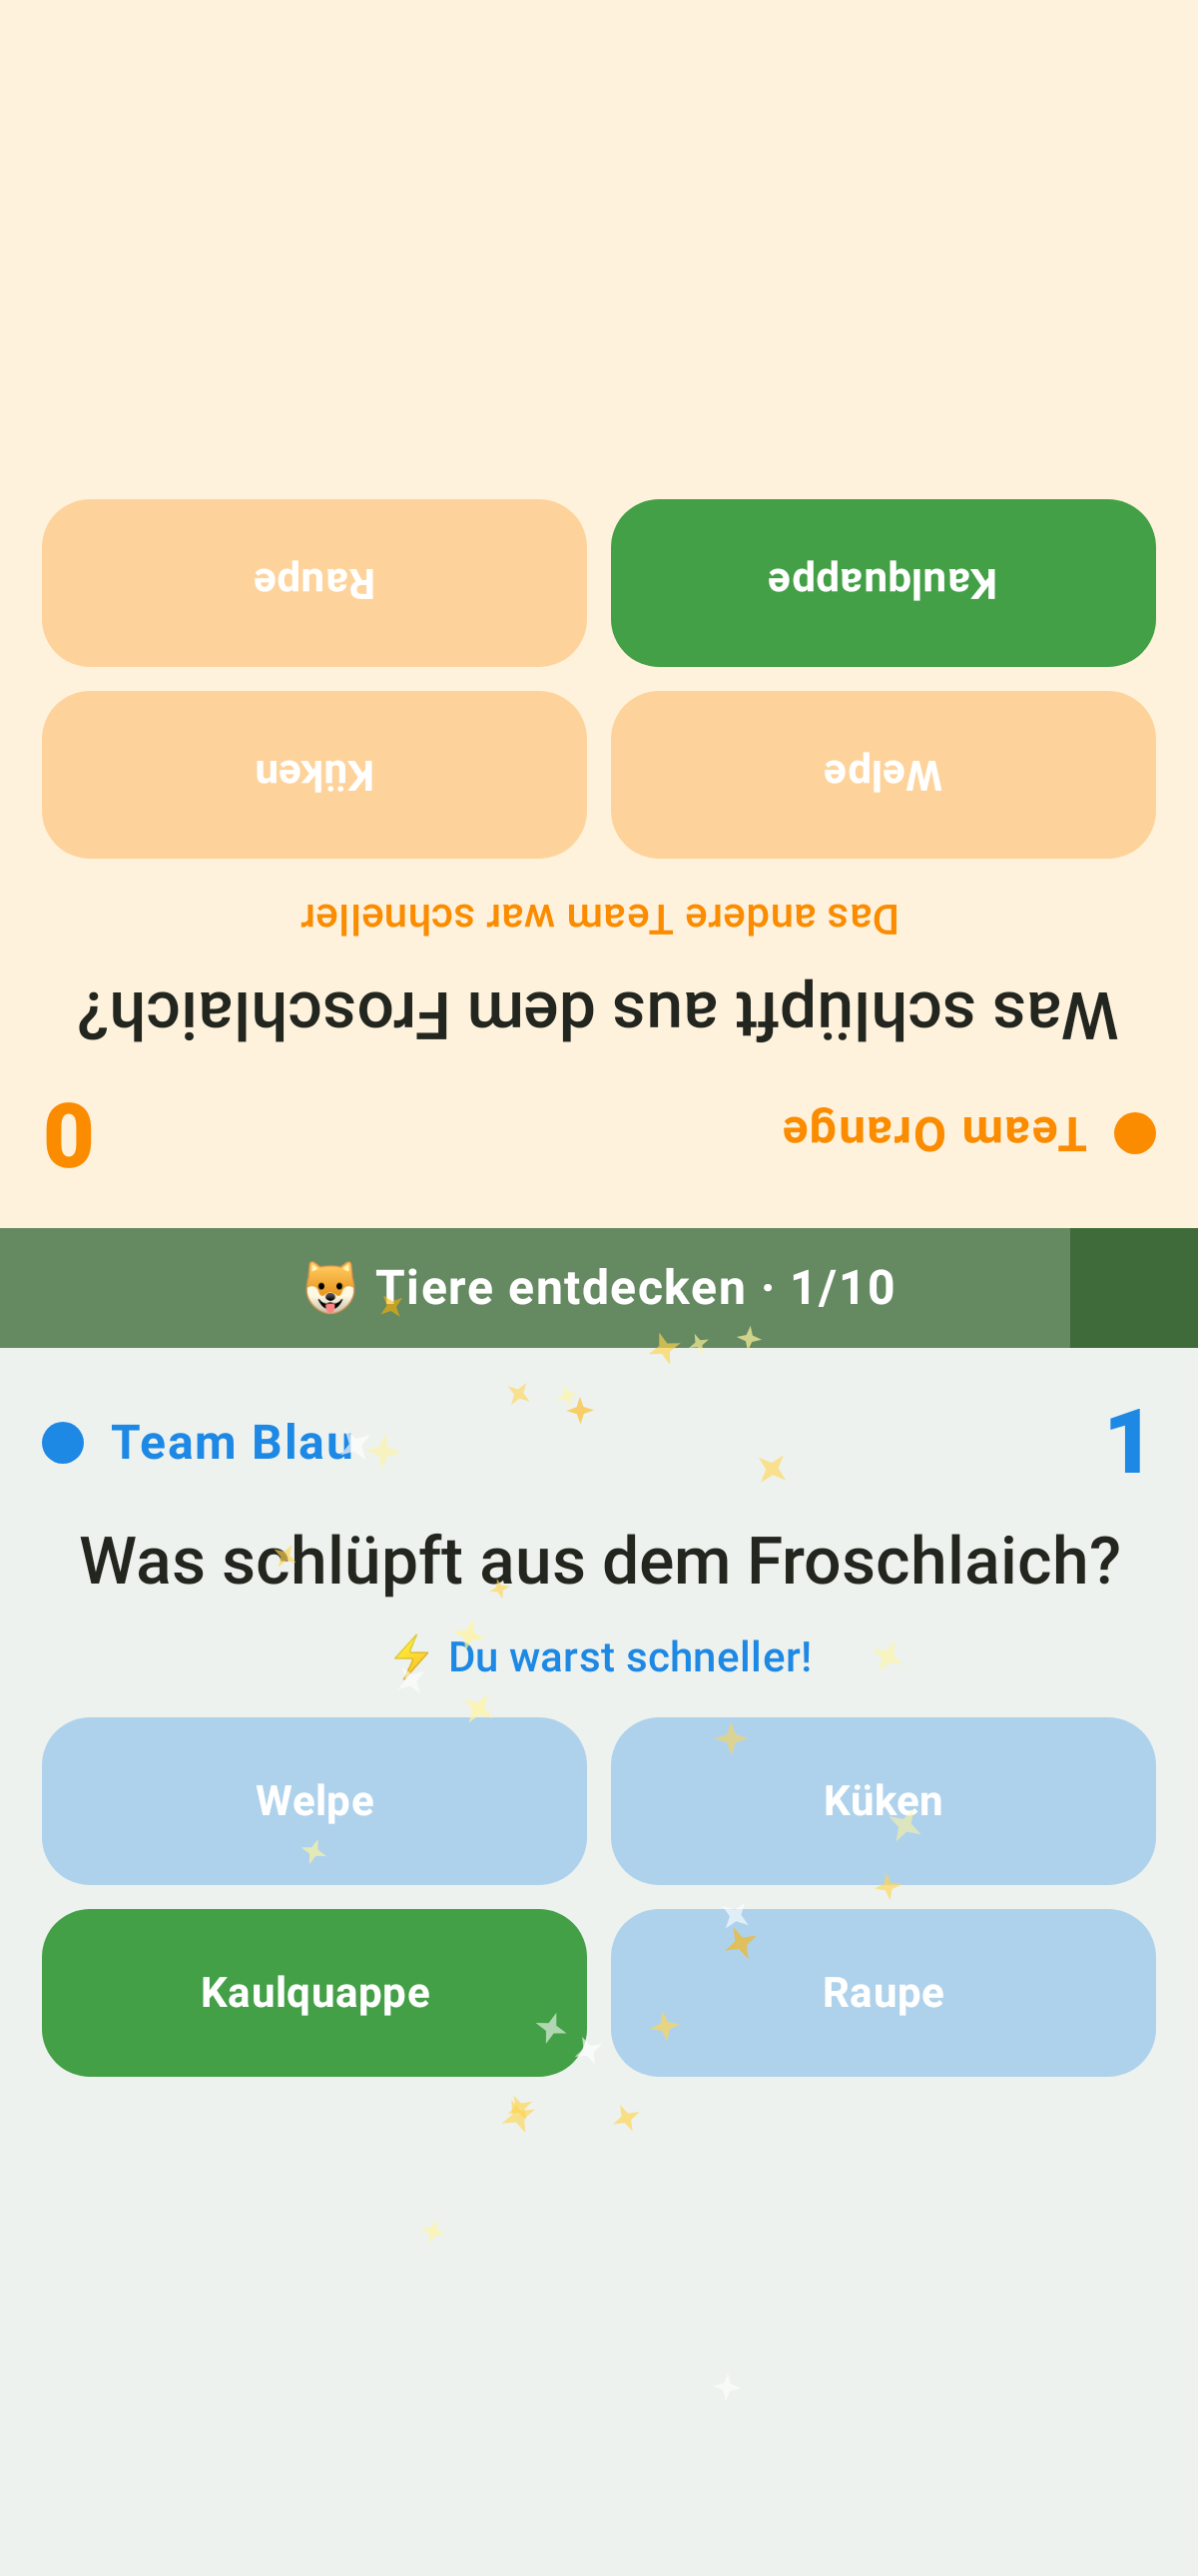 Team Orange 0
Was schlüpft aus dem Froschlaich?
Das andere Team war schneller
Welpe Küken
Kaulquappe Raupe
Tiere entdecken · 1/10
Team Blau 1
Was schlüpft aus dem Froschlaich?
Du warst schneller!
Welpe Küken
Kaulquappe Raupe